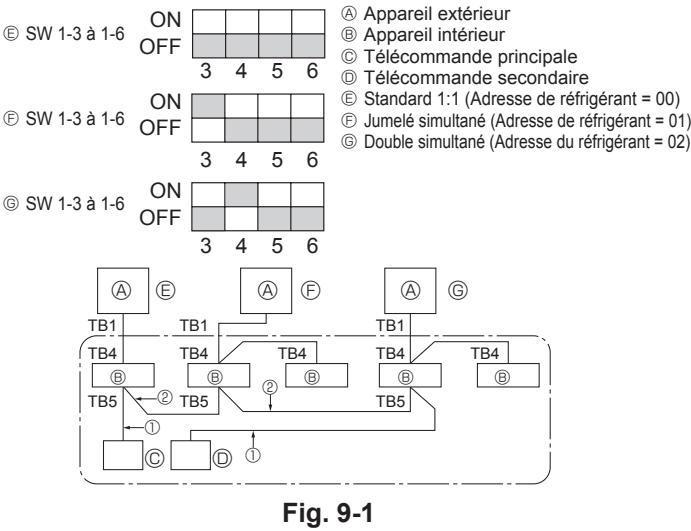 Ⓔ SW 1-3 à 1-6
ON
OFF
3 4 5 6
Ⓕ SW 1-3 à 1-6
ON
OFF
3 4 5 6
Ⓖ SW 1-3 à 1-6
ON
OFF
3 4 5 6
Ⓐ Appareil extérieur
Ⓑ Appareil intérieur
Ⓒ Télécommande principale
Ⓓ Télécommande secondaire
Ⓔ Standard 1:1 (Adresse de réfrigérant = 00)
Ⓕ Jumelé simultané (Adresse de réfrigérant = 01)
Ⓖ Double simultané (Adresse du réfrigérant = 02)
Ⓐ Ⓔ Ⓐ Ⓕ Ⓐ Ⓖ
TB1 TB1 TB1
TB4 TB4 TB4 TB4 TB4
Ⓑ Ⓑ Ⓑ Ⓑ Ⓑ
TB5 ② TB5 ② TB5
① ①
Ⓒ Ⓓ
Fig. 9-1